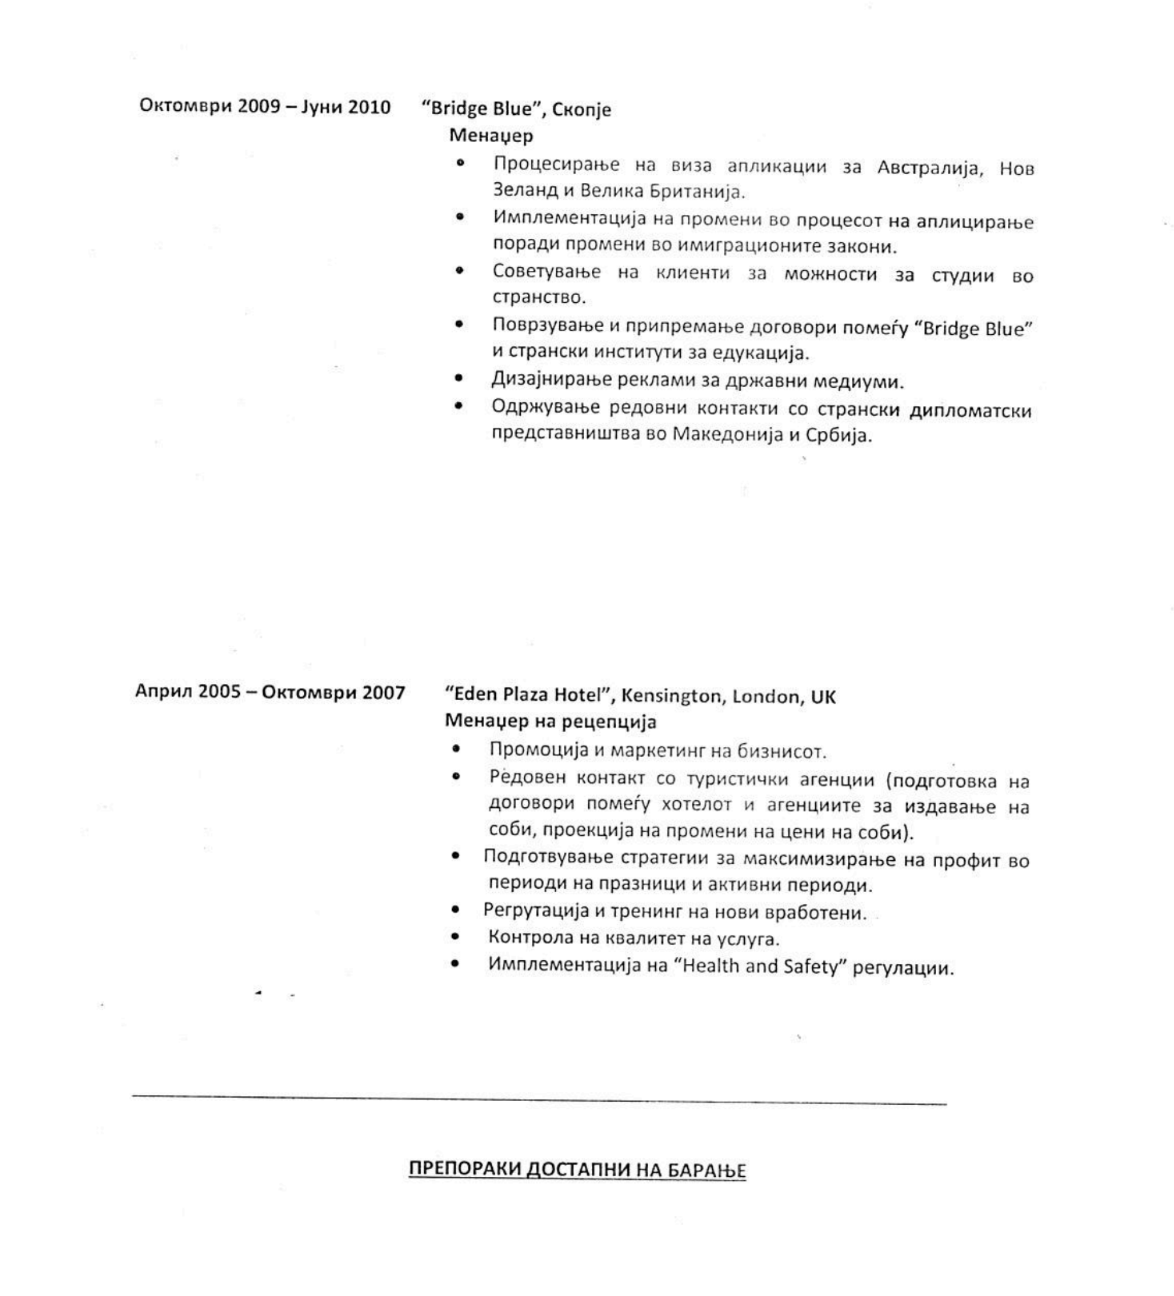 Октомври 2009 – Јуни 2010 “Bridge Blue”, Скопје
Менаџер
• Процесирање на виза апликации за Австралија, Нов
Зеланд и Велика Британија.
• Имплементација на промени во процесот на аплицирање
поради промени во имиграционите закони.
• Советување на клиенти за можности за студии во
странство.
• Поврзување и припремање договори помеѓу “Bridge Blue”
и странски институти за едукација.
• Дизајнирање реклами за државни медиуми.
• Одржување редовни контакти со странски дипломатски
представништва во Македонија и Србија.
Април 2005 – Октомври 2007 “Eden Plaza Hotel”, Kensington, London, UK
Менаџер на рецепција
• Промоција и маркетинг на бизнисот.
• Редовен контакт со туристички агенции (подготовка на
договори помеѓу хотелот и агенциите за издавање на
соби, проекција на промени на цени на соби).
• Подготвување стратегии за максимизирање на профит во
периоди на празници и активни периоди.
• Регрутација и тренинг на нови вработени.
• Контрола на квалитет на услуга.
• Имплементација на “Health and Safety” регулации.
ПРЕПОРАКИ ДОСТАПНИ НА БАРАЊЕ